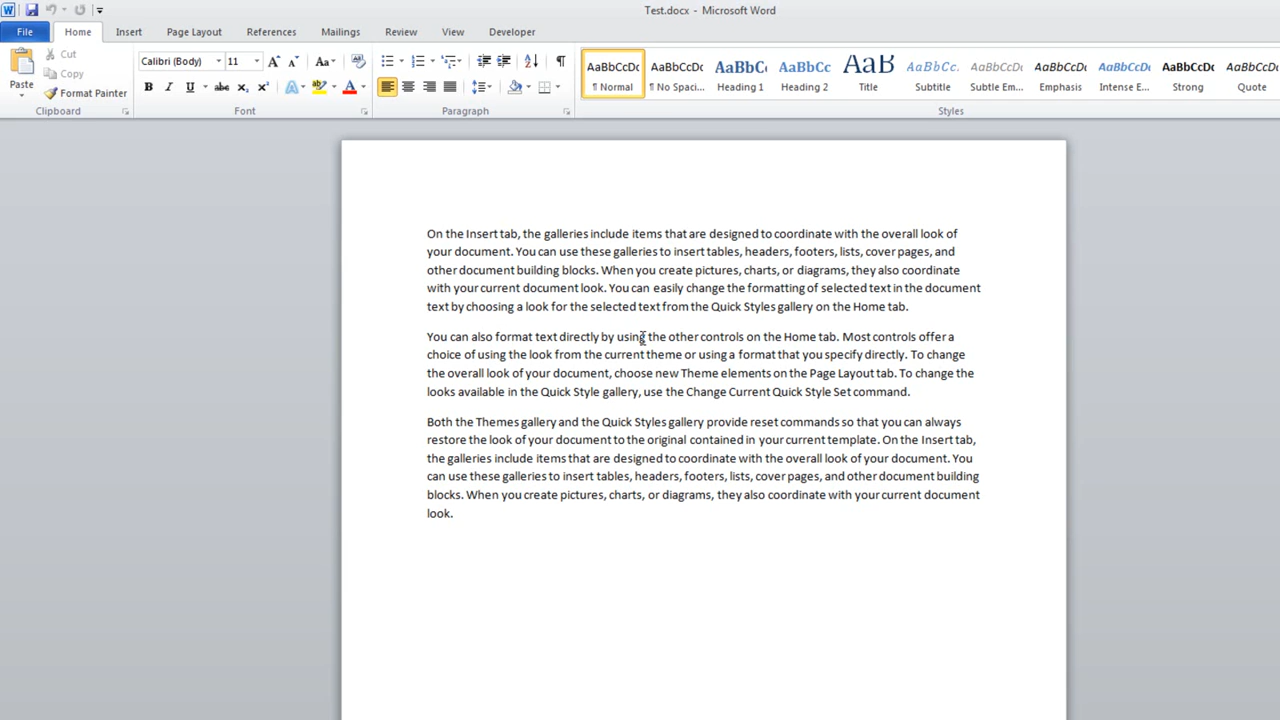 Test.docx - Microsoft Word
File Home Insert Page Layout References Mailings Review View Developer
Paste
Cut
Copy
Format Painter
Calibri (Body) 11
Clipboard Font Paragraph Styles
AaBbCcDc AaBbCcDc AaBbC AaBbCc AaB AaBbCc. AaBbCcDc AaBbCcDc AaBbCcDc AaBbCcDc AaBbCcDc
¶ Normal ¶ No Spaci... Heading 1 Heading 2 Title Subtitle Subtle Em... Emphasis Intense E... Strong Quote
On the Insert tab, the galleries include items that are designed to coordinate with the overall look of
your document. You can use these galleries to insert tables, headers, footers, lists, cover pages, and
other document building blocks. When you create pictures, charts, or diagrams, they also coordinate
with your current document look. You can easily change the formatting of selected text in the document
text by choosing a look for the selected text from the Quick Styles gallery on the Home tab.
You can also format text directly by using the other controls on the Home tab. Most controls offer a
choice of using the look from the current theme or using a format that you specify directly. To change
the overall look of your document, choose new Theme elements on the Page Layout tab. To change the
looks available in the Quick Style gallery, use the Change Current Quick Style Set command.
Both the Themes gallery and the Quick Styles gallery provide reset commands so that you can always
restore the look of your document to the original contained in your current template. On the Insert tab,
the galleries include items that are designed to coordinate with the overall look of your document. You
can use these galleries to insert tables, headers, footers, lists, cover pages, and other document building
blocks. When you create pictures, charts, or diagrams, they also coordinate with your current document
look.